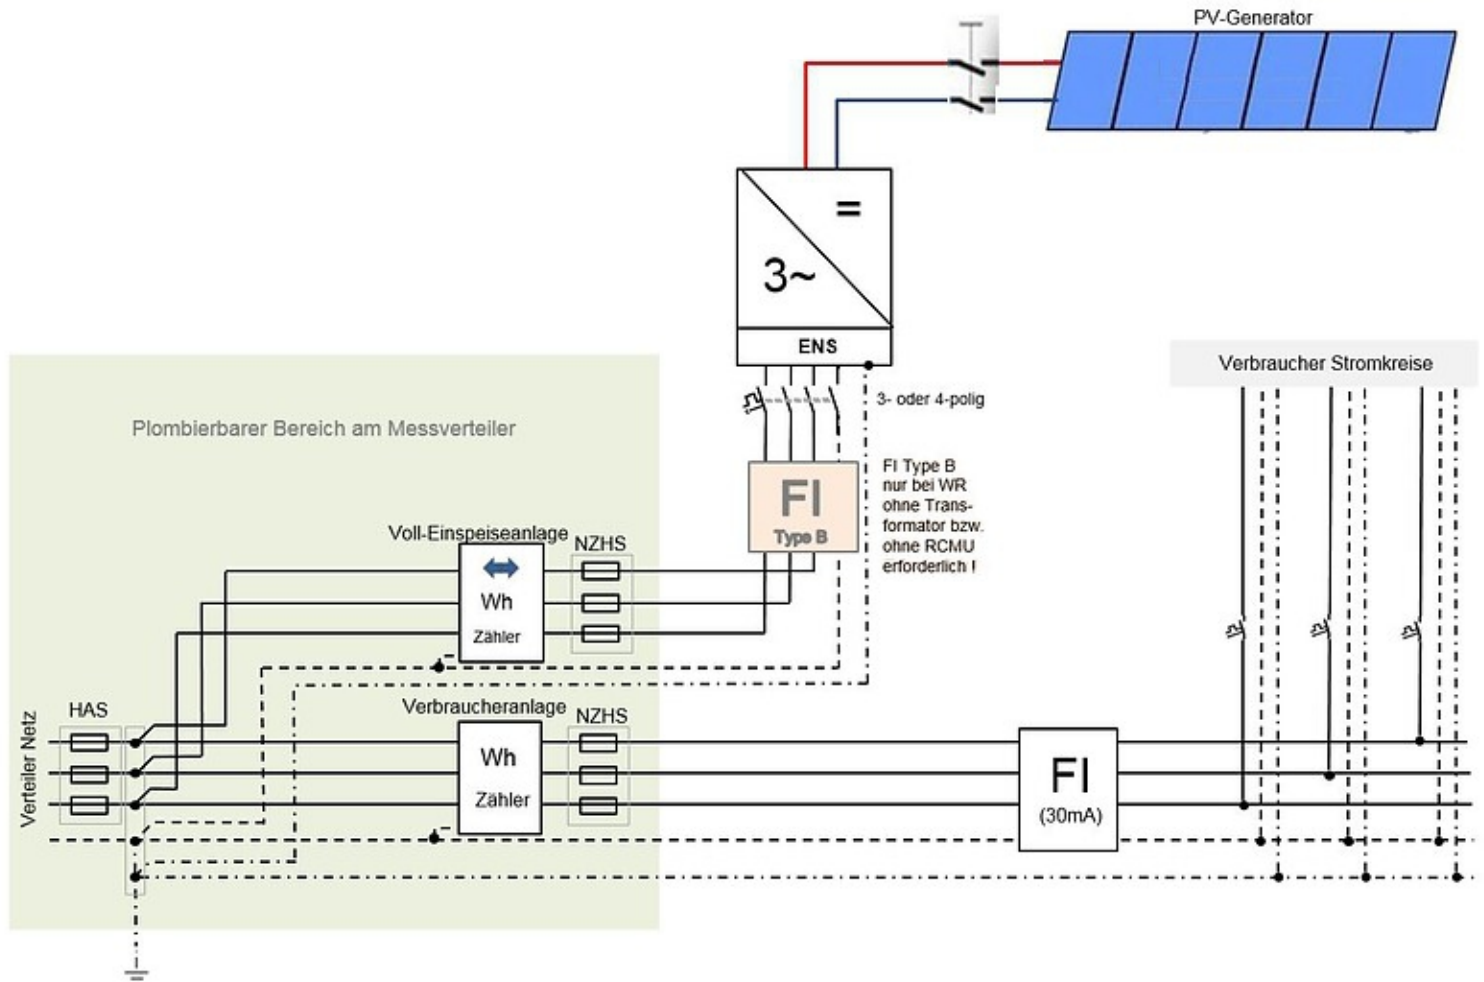 PV-Generator
=
3~
ENS
Verbraucher Stromkreise
3- oder 4-polig
Plombierbarer Bereich am Messverteiler
FI
Type B
FI Type B
nur bei WR
ohne Trans-
formator bzw.
ohne RCMU
erforderlich !
Voll-Einspeiseanlage
NZHS
Wh
Zähler
HAS
Verbraucheranlage
NZHS
Verteiler Netz
Wh
Zähler
FI
(30mA)